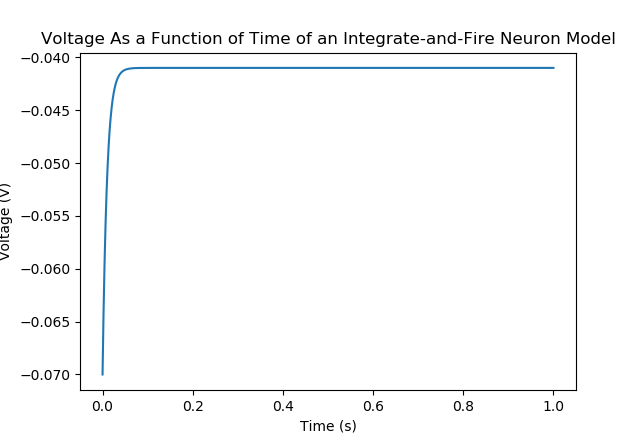 Voltage As a Function of Time of an Integrate-and-Fire Neuron Model
Voltage (V)
−0.040
−0.045
−0.050
−0.055
−0.060
−0.065
−0.070
0.0 0.2 0.4 0.6 0.8 1.0
Time (s)